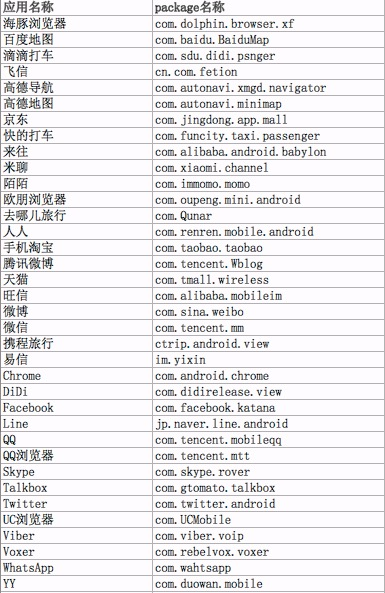 应用名称 package名称
海豚浏览器 com.dolphin.browser.xf
百度地图 com.baidu.BaiduMap
滴滴打车 com.sdu.didi.psnger
飞信 cn.com.fetion
高德导航 com.autonavi.xmgd.navigator
高德地图 com.autonavi.minimap
京东 com.jingdong.app.mall
快的打车 com.funcity.taxi.passenger
来往 com.alibaba.android.babylon
米聊 com.xiaomi.channel
陌陌 com.immomo.momo
欧朋浏览器 com.oupeng.mini.android
去哪儿旅行 com.Qunar
人人 com.renren.mobile.android
手机淘宝 com.taobao.taobao
腾讯微博 com.tencent.Wblog
天猫 com.tmall.wireless
旺信 com.alibaba.mobileim
微博 com.sina.weibo
微信 com.tencent.mm
携程旅行 ctrip.android.view
易信 im.yixin
Chrome com.android.chrome
DiDi com.didirelease.view
Facebook com.facebook.katana
Line jp.naver.line.android
QQ com.tencent.mobileqq
QQ浏览器 com.tencent.mtt
Skype com.skype.rover
Talkbox com.gtomato.talkbox
Twitter com.twitter.android
UC浏览器 com.UCMobile
Viber com.viber.voip
Voxer com.rebelvox.voxer
WhatsApp com.wahtsapp
YY com.duowan.mobile